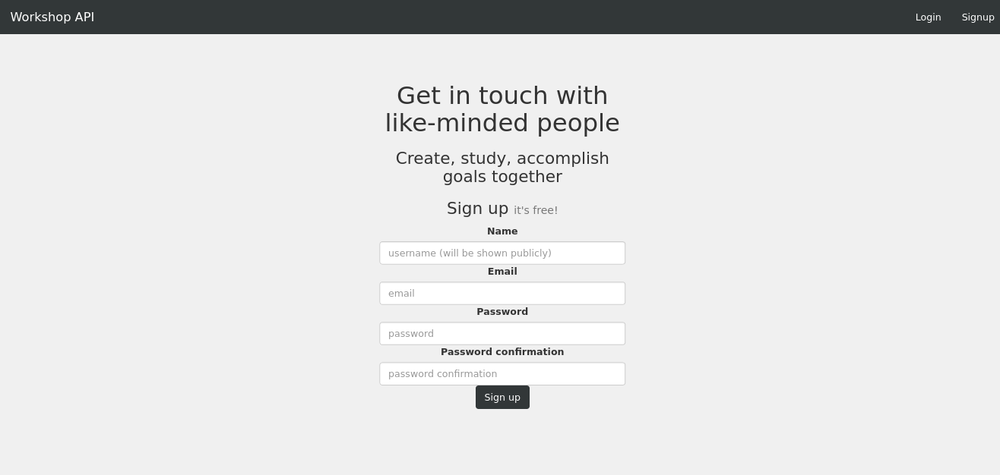 Workshop API
Login
Signup
Get in touch with
like-minded people
Create, study, accomplish
goals together
Sign up it's free!
Name
username (will be shown publicly)
Email
email
Password
password
Password confirmation
password confirmation
Sign up